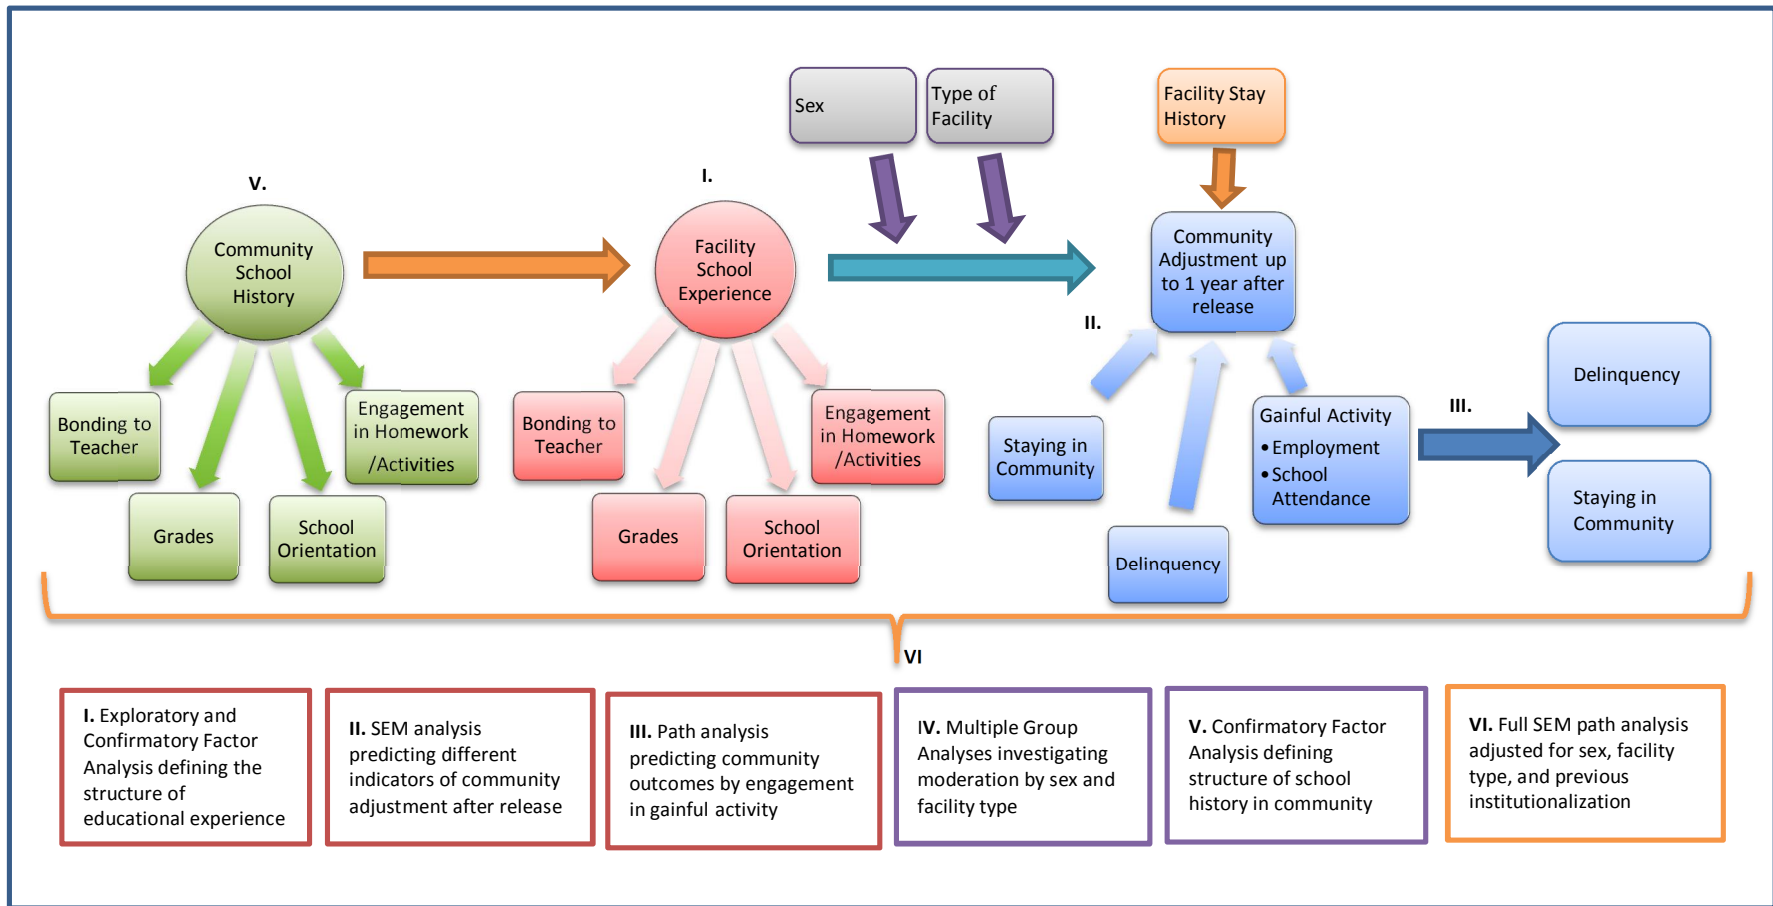 Sex
Type of
Facility
Facility Stay
History
V.
I.
Community
School
History
Facility
School
Experience
Community
Adjustment up
to 1 year after
release
II.
Bonding to
Teacher
Engagement
in Homework
/Activities
Grades
School
Orientation
Bonding to
Teacher
Engagement
in Homework
/Activities
Grades
School
Orientation
Staying in
Community
Delinquency
Gainful Activity
•Employment
•School
Attendance
III.
Delinquency
Staying in
Community
VI
I. Exploratory and
Confirmatory Factor
Analysis defining the
structure of
educational experience
II. SEM analysis
predicting different
indicators of community
adjustment after release
III. Path analysis
predicting community
outcomes by engagement
in gainful activity
IV. Multiple Group
Analyses investigating
moderation by sex and
facility type
V. Confirmatory Factor
Analysis defining
structure of school
history in community
VI. Full SEM path analysis
adjusted for sex, facility
type, and previous
institutionalization